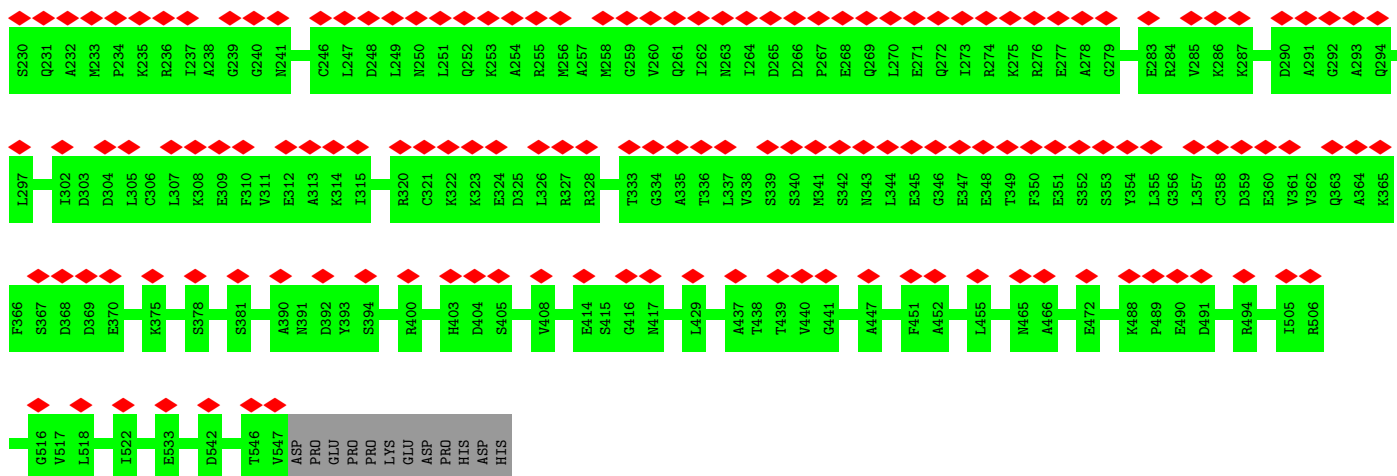 S230 Q231 A232 M233 P234 K235 R236 I237 A238 G239 G240 N241 C246 L247 D248 L249 N250 L251 Q252 K253 A254 R255 M256 A257 M258 G259 V260 Q261 I262 N263 I264 D265 D266 P267 E268 Q269 L270 E271 Q272 I273 R274 K275 R276 E277 A278 G279 E283 R284 V285 K286 K287 D290 A291 G292 A293 Q294
L297 I302 D303 D304 L305 C306 L307 K308 E309 F310 V311 E312 A313 K314 I315 R320 C321 K322 K323 E324 D325 L326 R327 R328 T333 G334 A335 T336 L337 V338 S339 S340 M341 S342 N343 L344 E345 G346 E347 E348 T349 F350 E351 S352 S353 Y354 L355 G356 L357 C358 D359 E360 V361 V362 Q363 A364 K365
F366 S367 D368 D369 E370 K375 S378 S381 A390 N391 D392 Y393 S394 R400 H403 D404 S405 V408 E414 S415 G416 N417 L429 A437 T438 T439 V440 G441 A447 F451 A452 L455 N465 A466 E472 K488 P489 E490 D491 R494 I505 R506
G516 V517 L518 I522 E533 D542 T546 V547 ASP PRO GLU PRO PRO LYS GLU ASP PRO HIS ASP HIS